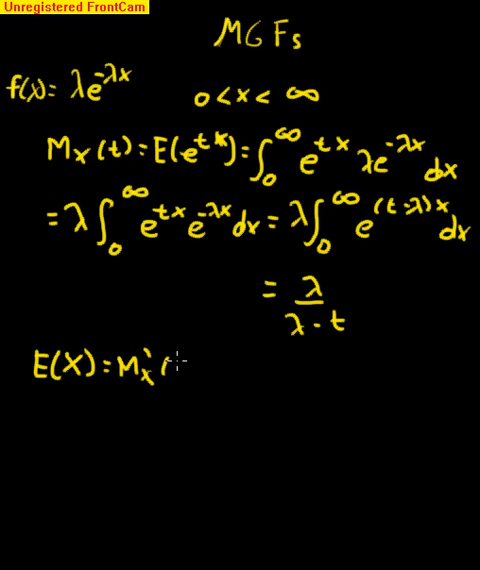 Unregistered FrontCam
MGFs
f(x)= λe^{-λx} 0<x<∞
M_X(t)=E(e^{tx})=∫_0^∞ e^{tx} λe^{-λx} dx
=λ∫_0^∞ e^{tx} e^{-λx} dx = λ∫_0^∞ e^{(t-λ)x} dx
= λ/(λ-t)
E(X)=M_X'(